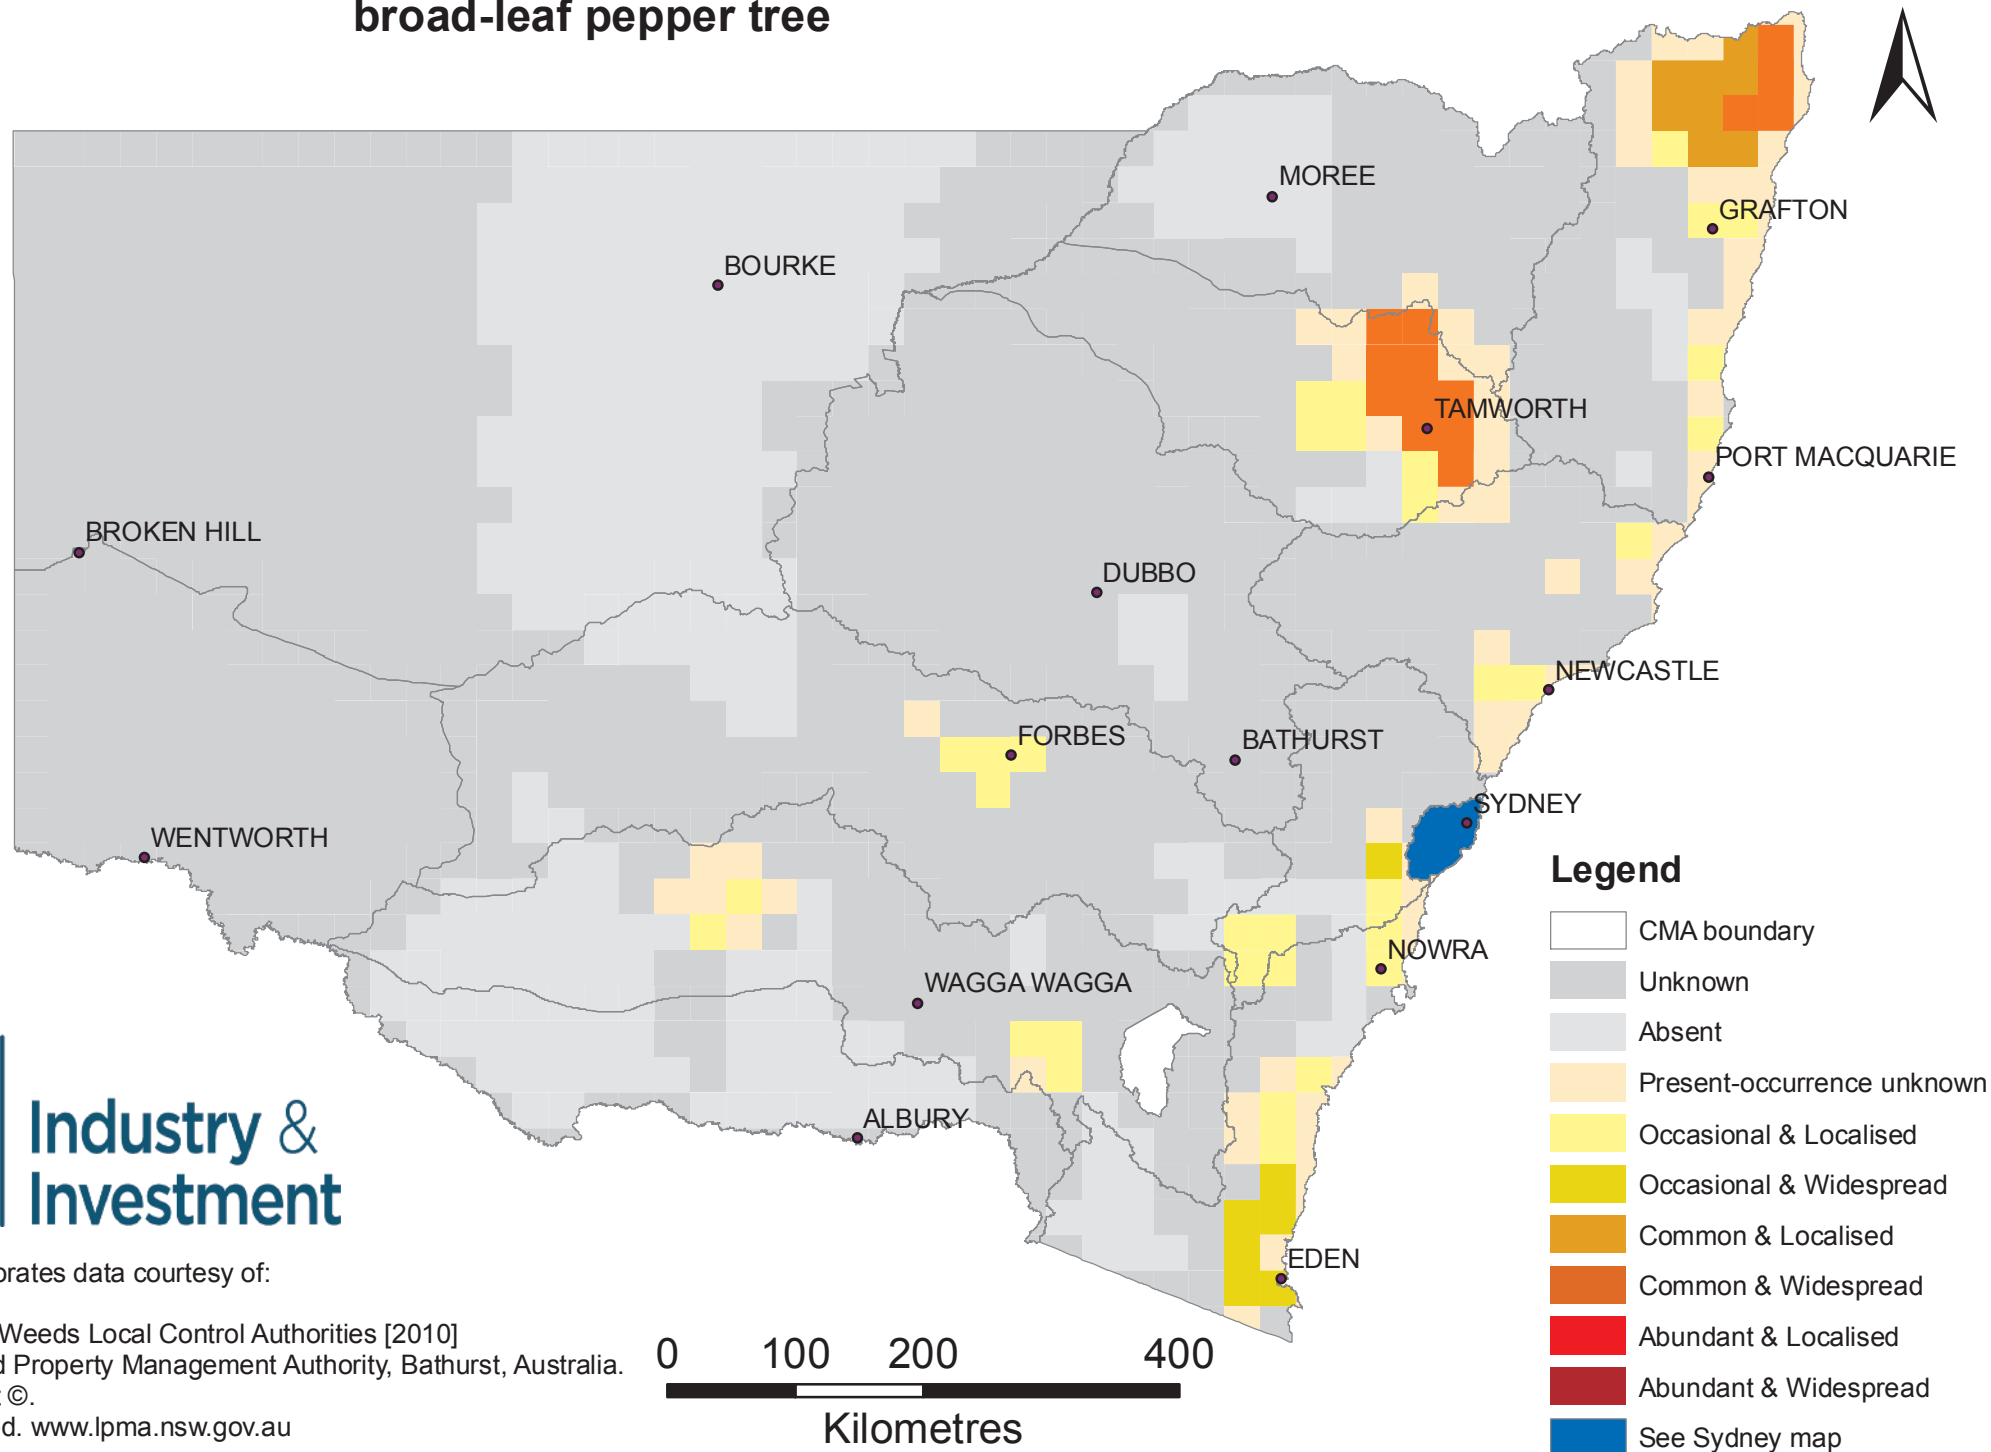 broad-leaf pepper tree
MOREE
GRAFTON
BOURKE
TAMWORTH
PORT MACQUARIE
BROKEN HILL
DUBBO
NEWCASTLE
FORBES
BATHURST
SYDNEY
WENTWORTH
NOWRA
WAGGA WAGGA
ALBURY
EDEN
Legend
CMA boundary
Unknown
Absent
Present-occurrence unknown
Occasional & Localised
Occasional & Widespread
Common & Localised
Common & Widespread
Abundant & Localised
Abundant & Widespread
See Sydney map
Industry &
Investment
orates data courtesy of:
Weeds Local Control Authorities [2010]
d Property Management Authority, Bathurst, Australia.
©.
d. www.lpma.nsw.gov.au
0 100 200 400
Kilometres